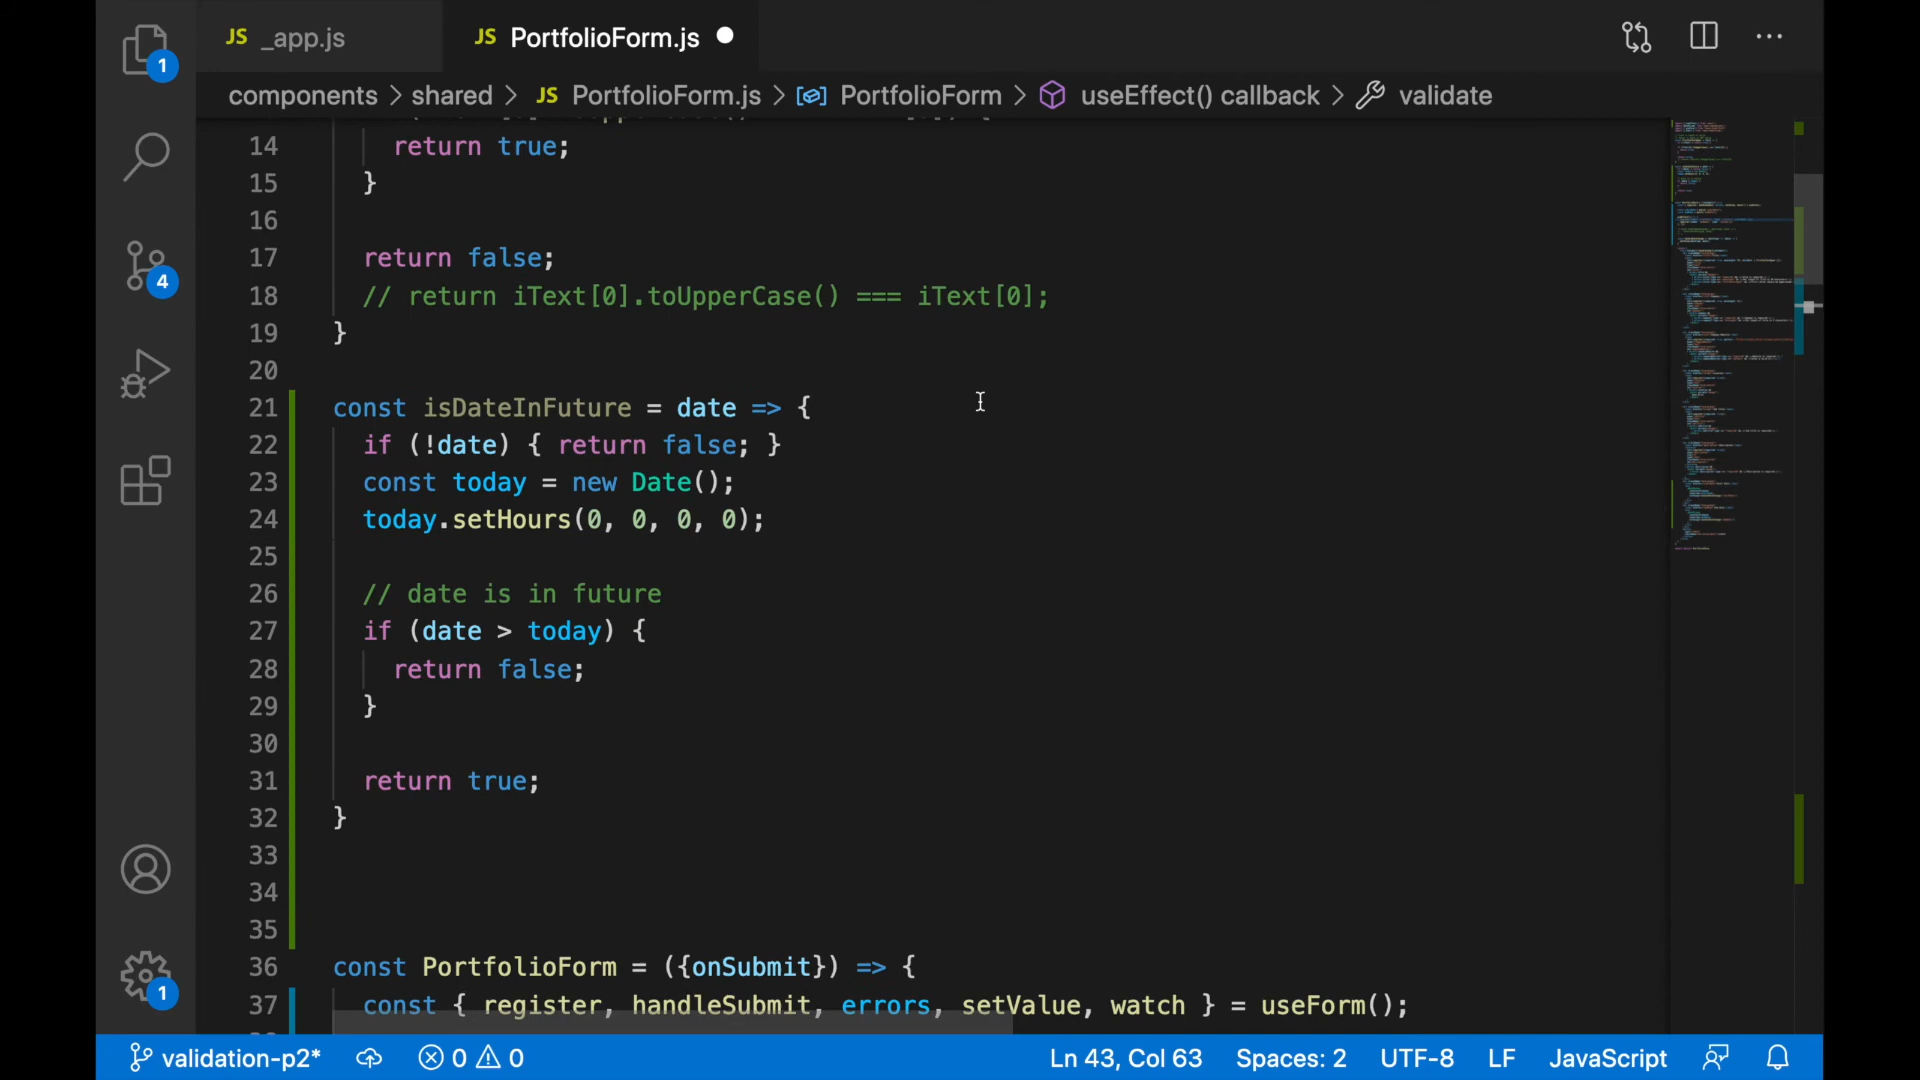 JS _app.js JS PortfolioForm.js
components > shared > JS PortfolioForm.js > PortfolioForm > useEffect() callback > validate
14 return true;
15 }
16
17 return false;
18 // return iText[0].toUpperCase() === iText[0];
19 }
20
21 const isDateInFuture = date => {
22 if (!date) { return false; }
23 const today = new Date();
24 today.setHours(0, 0, 0, 0);
25
26 // date is in future
27 if (date > today) {
28 return false;
29 }
30
31 return true;
32 }
33
34
35
36 const PortfolioForm = ({onSubmit}) => {
37 const { register, handleSubmit, errors, setValue, watch } = useForm();
1
4
1
validation-p2* 0 0 Ln 43, Col 63 Spaces: 2 UTF-8 LF JavaScript